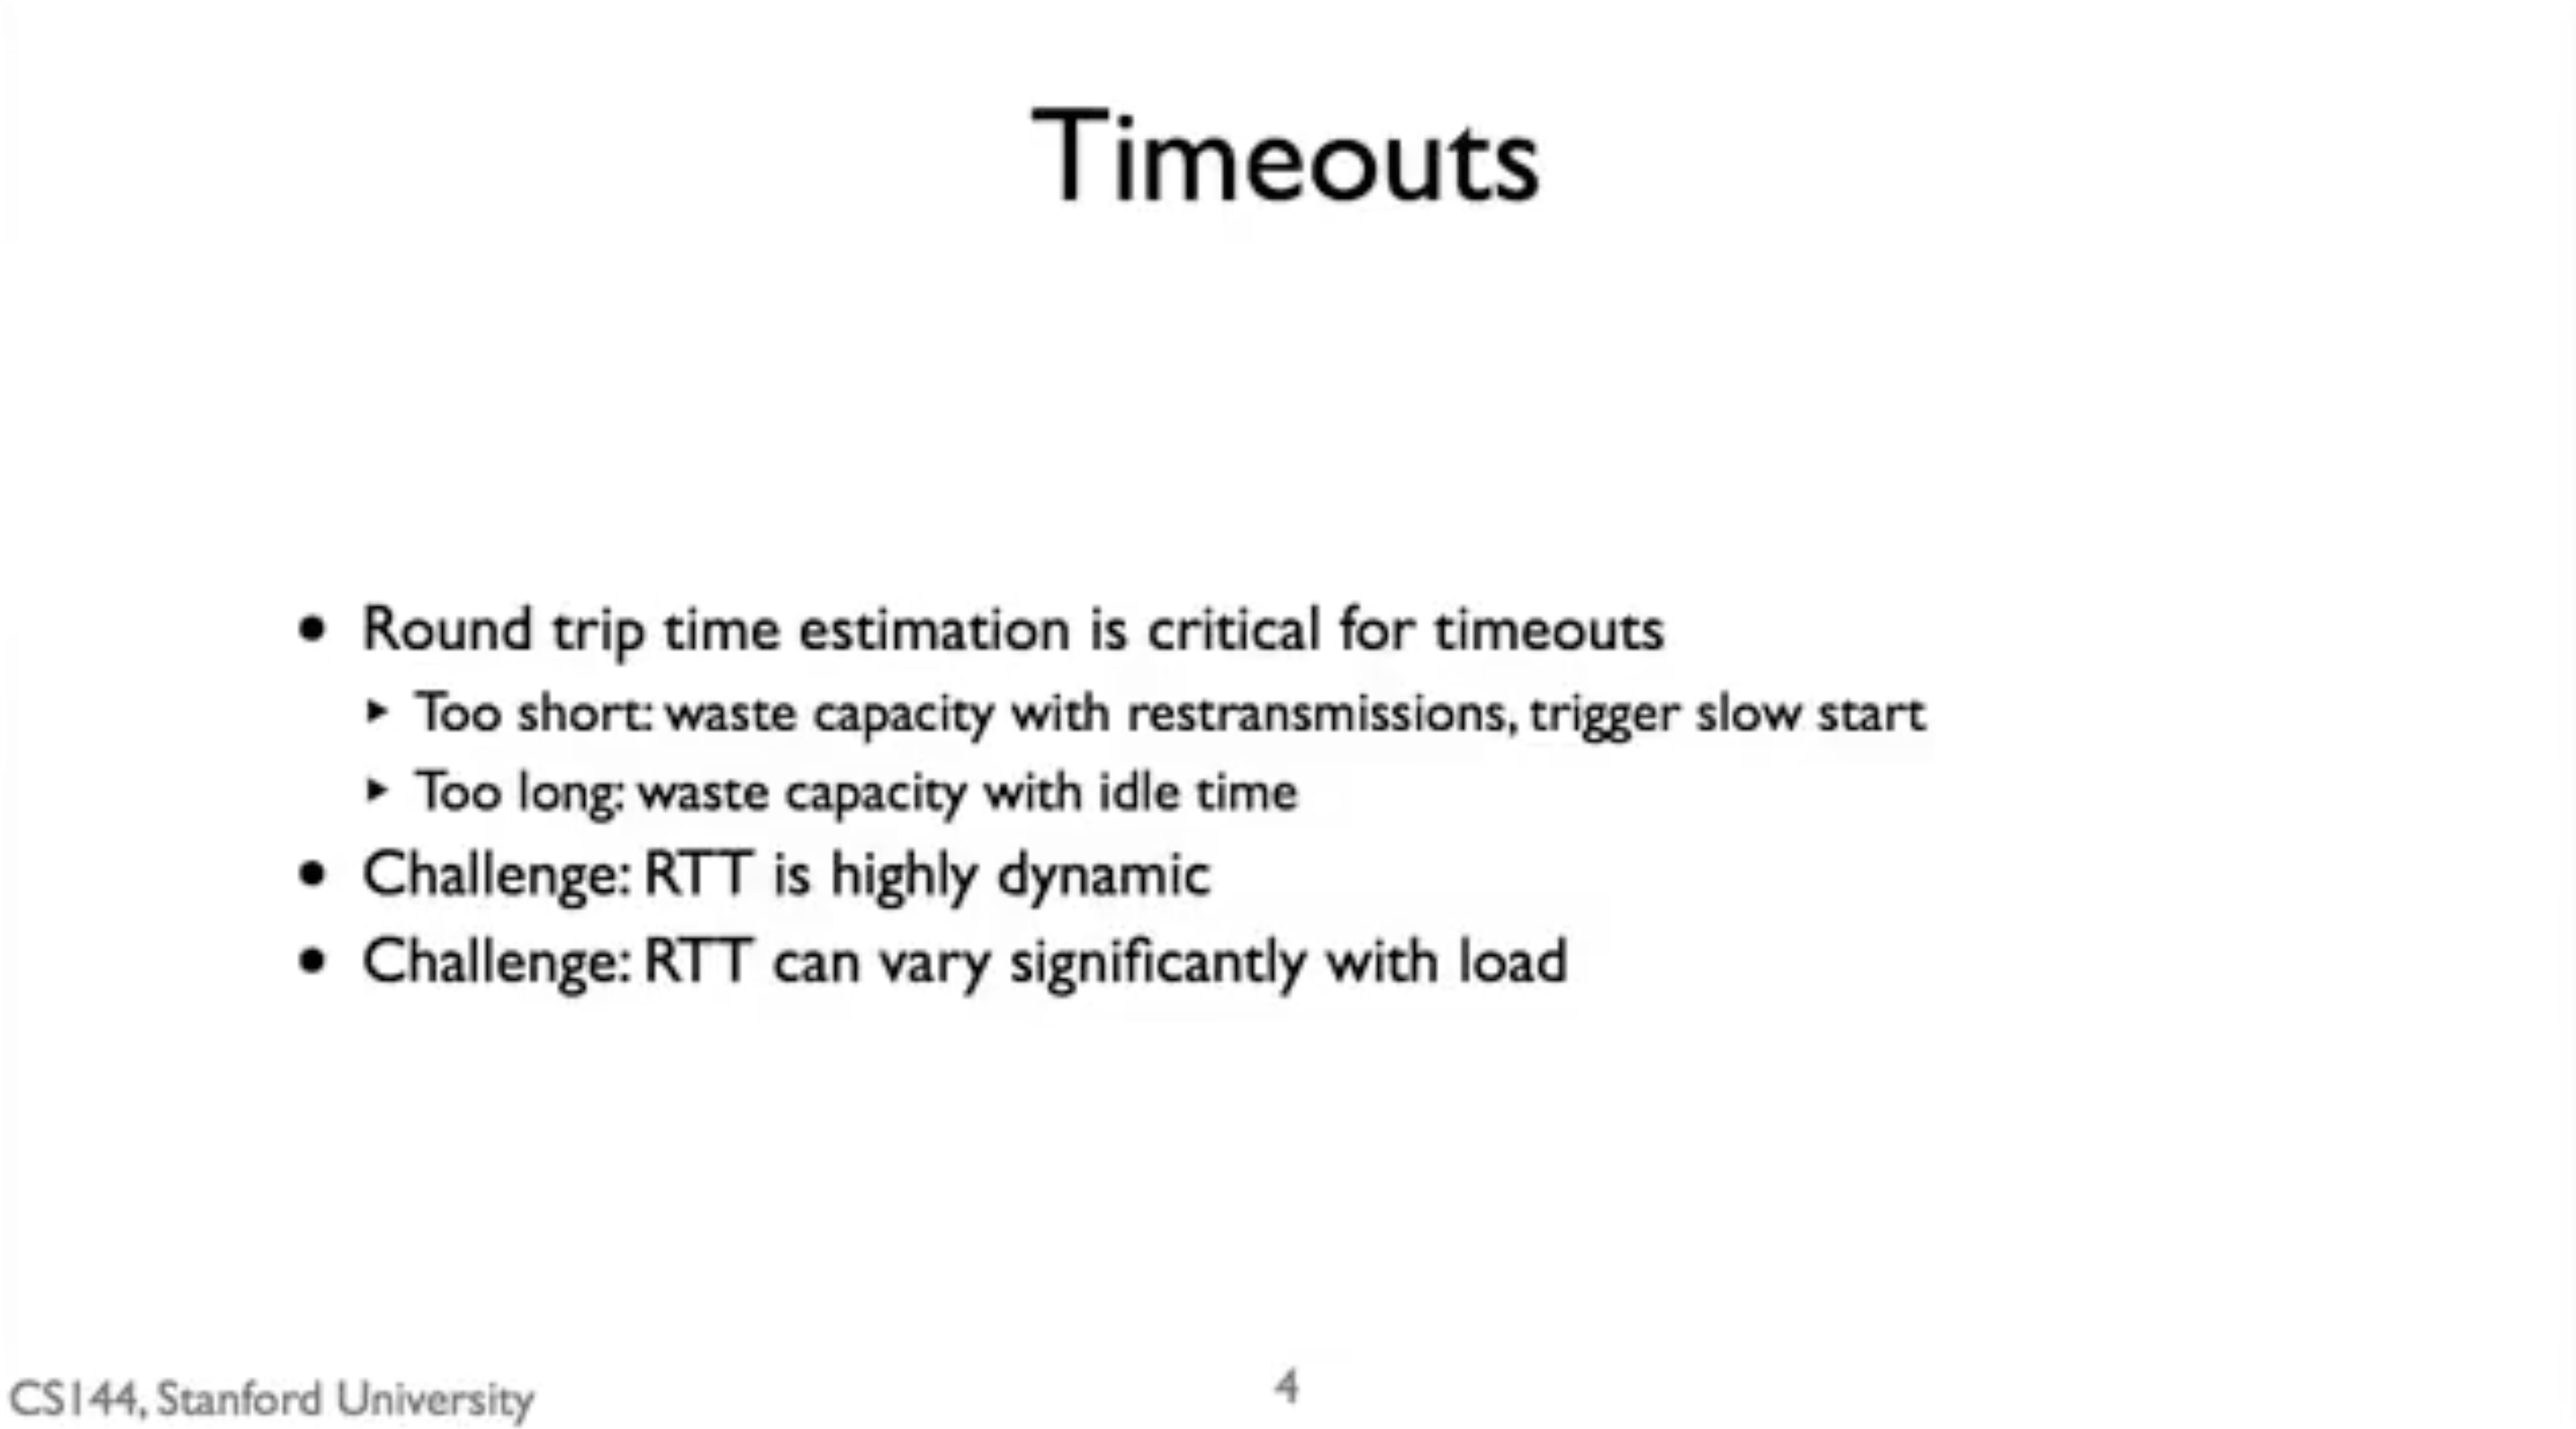 Timeouts
• Round trip time estimation is critical for timeouts
‣ Too short: waste capacity with restransmissions, trigger slow start
‣ Too long: waste capacity with idle time
• Challenge: RTT is highly dynamic
• Challenge: RTT can vary significantly with load
CS144, Stanford University
4